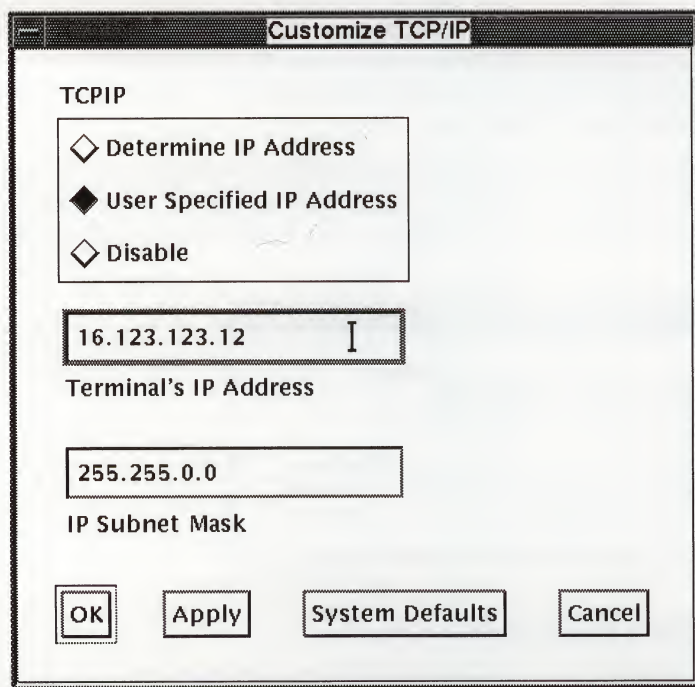 Customize TCP/IP
TCPIP
Determine IP Address
User Specified IP Address
Disable
16.123.123.12
Terminal's IP Address
255.255.0.0
IP Subnet Mask
OK Apply System Defaults Cancel